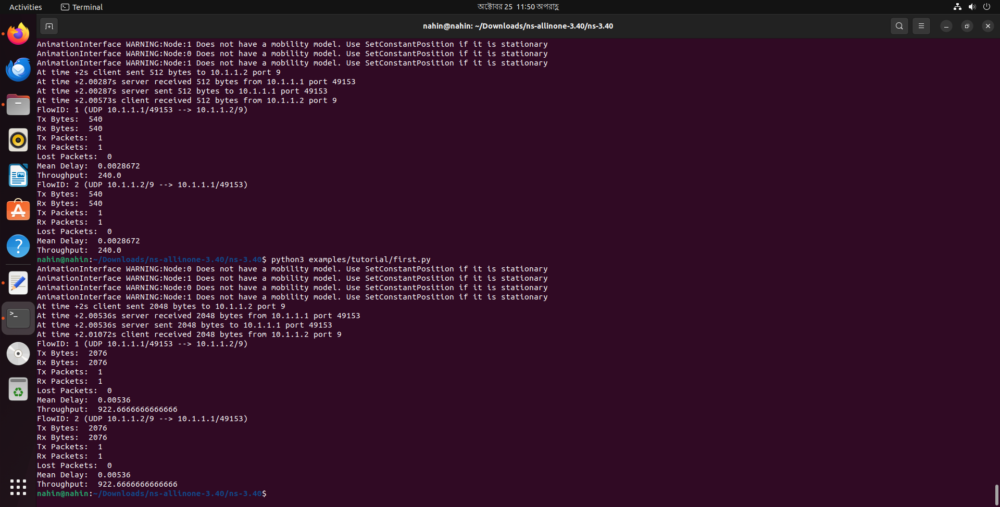 Activities
Terminal
অক্টোবর 25 11:50 অপরাহ্ণ
nahin@nahin: ~/Downloads/ns-allinone-3.40/ns-3.40
AnimationInterface WARNING:Node:1 Does not have a mobility model. Use SetConstantPosition if it is stationary
AnimationInterface WARNING:Node:0 Does not have a mobility model. Use SetConstantPosition if it is stationary
AnimationInterface WARNING:Node:1 Does not have a mobility model. Use SetConstantPosition if it is stationary
At time +2s client sent 512 bytes to 10.1.1.2 port 9
At time +2.00287s server received 512 bytes from 10.1.1.1 port 49153
At time +2.00287s server sent 512 bytes to 10.1.1.1 port 49153
At time +2.00573s client received 512 bytes from 10.1.1.2 port 9
FlowID: 1 (UDP 10.1.1.1/49153 --> 10.1.1.2/9)
Tx Bytes:  540
Rx Bytes:  540
Tx Packets:  1
Rx Packets:  1
Lost Packets:  0
Mean Delay:  0.0028672
Throughput:  240.0
FlowID: 2 (UDP 10.1.1.2/9 --> 10.1.1.1/49153)
Tx Bytes:  540
Rx Bytes:  540
Tx Packets:  1
Rx Packets:  1
Lost Packets:  0
Mean Delay:  0.0028672
Throughput:  240.0
nahin@nahin:~/Downloads/ns-allinone-3.40/ns-3.40$ python3 examples/tutorial/first.py
AnimationInterface WARNING:Node:0 Does not have a mobility model. Use SetConstantPosition if it is stationary
AnimationInterface WARNING:Node:1 Does not have a mobility model. Use SetConstantPosition if it is stationary
AnimationInterface WARNING:Node:0 Does not have a mobility model. Use SetConstantPosition if it is stationary
AnimationInterface WARNING:Node:1 Does not have a mobility model. Use SetConstantPosition if it is stationary
At time +2s client sent 2048 bytes to 10.1.1.2 port 9
At time +2.00536s server received 2048 bytes from 10.1.1.1 port 49153
At time +2.00536s server sent 2048 bytes to 10.1.1.1 port 49153
At time +2.01072s client received 2048 bytes from 10.1.1.2 port 9
FlowID: 1 (UDP 10.1.1.1/49153 --> 10.1.1.2/9)
Tx Bytes:  2076
Rx Bytes:  2076
Tx Packets:  1
Rx Packets:  1
Lost Packets:  0
Mean Delay:  0.00536
Throughput:  922.6666666666666
FlowID: 2 (UDP 10.1.1.2/9 --> 10.1.1.1/49153)
Tx Bytes:  2076
Rx Bytes:  2076
Tx Packets:  1
Rx Packets:  1
Lost Packets:  0
Mean Delay:  0.00536
Throughput:  922.6666666666666
nahin@nahin:~/Downloads/ns-allinone-3.40/ns-3.40$